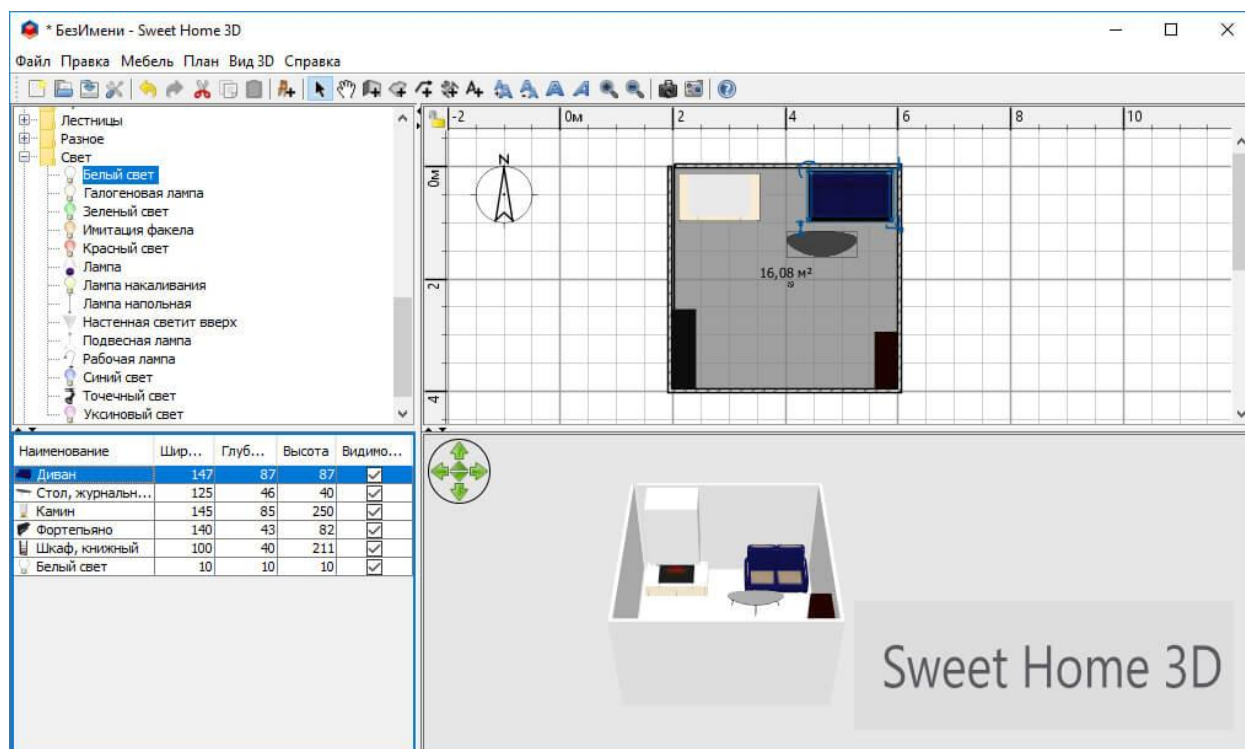 * БезИмени - Sweet Home 3D
Файл Правка Мебель План Вид 3D Справка
Лестницы
Разное
Свет
Белый свет
Галогеновая лампа
Зеленый свет
Имитация факела
Красный свет
Лампа
Лампа накаливания
Лампа напольная
Настенная светит вверх
Подвесная лампа
Рабочая лампа
Синий свет
Точечный свет
Уксиновый свет
-2 0м 2 4 6 8 10
0м
2
4
N
16,08 м²
Наименование Шир... Глуб... Высота Видимо...
Диван 147 87 87
Стол, журнальн... 125 46 40
Камин 145 85 250
Фортепьяно 140 43 82
Шкаф, книжный 100 40 211
Белый свет 10 10 10
Sweet Home 3D